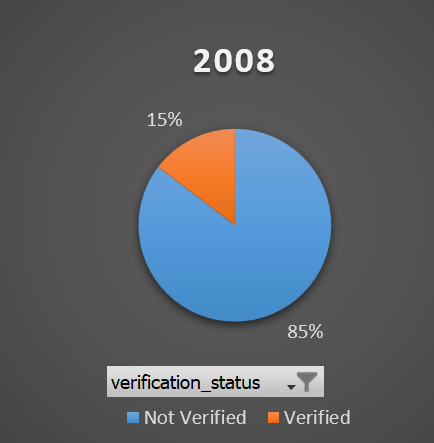 2008
15%
85%
verification_status
Not Verified Verified